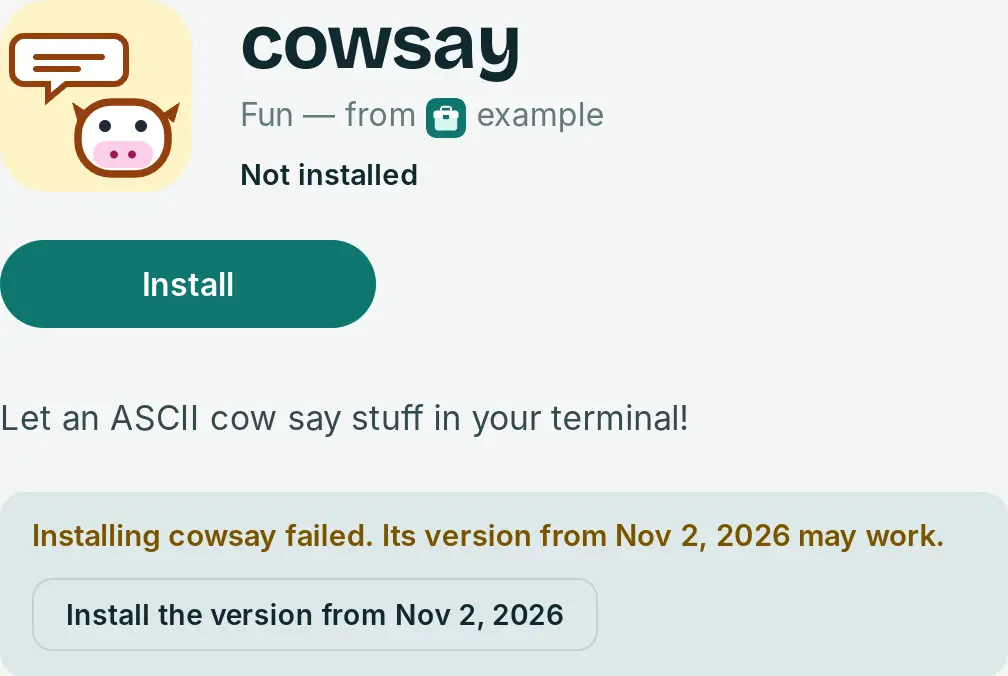 cowsay
Fun — from example
Not installed
Install
Let an ASCII cow say stuff in your terminal!
Installing cowsay failed. Its version from Nov 2, 2026 may work.
Install the version from Nov 2, 2026